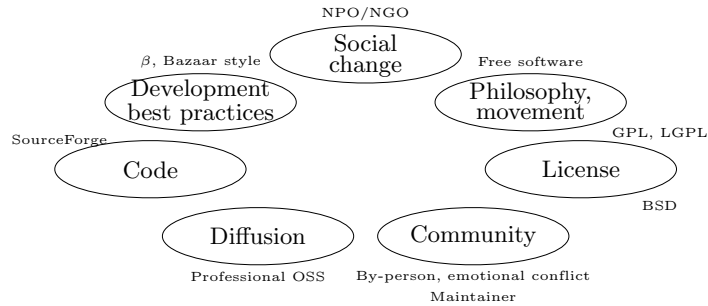 NPO/NGO
Social
change
β, Bazaar style
Development
best practices
Free software
Philosophy,
movement
SourceForge
Code
GPL, LGPL
License
BSD
Diffusion
Professional OSS
Community
By-person, emotional conflict
Maintainer